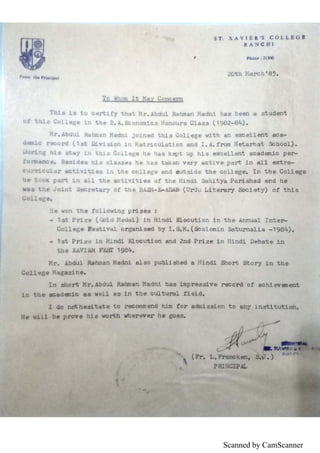 ST. XAVIER'S COLLEGE
RANCHI
Phone : 21301
From the Principal
20th March'85.
To Whom It May Concern
This is to certify that Mr.Abdul Rahman Madni has been a student
of this College in the B.A.Economics Honours Class (1982-84).
Mr.Abdul Rahman Madni joined this College with an excellent aca-
demic record (1st Division in Matriculation and I.A.from Netarhat School).
During his stay in this College he has kept up his excellent academic per-
formance. Besides his classes he has taken very active part in all extra-
curricular activities in the college and outside the college. In the College
he took part in all the activities of the Hindi Sahitya Parishad and he
was the Joint Secretary of the BAZM-E-ADAB (Urdu Literary Society) of this
College.
He won the following prizes :
- 1st Prize (Gold Medal) in Hindi Elocution in the Annual Inter-
College Festival organised by I.S.M.(Scolomin Saturnalia -1984).
- 1st Prize in Hindi Elocution and 2nd Prize in Hindi Debate in
the XAVIER FEST 1984.
Mr. Abdul Rahman Madni also published a Hindi Short Story in the
College Magazine.
In short Mr.Abdul Rahman Madni has impressive record of achievement
in the academic as well as in the cultural field.
I do nothesitate to recommend him for admission to any institution.
He will be prove his worth wherever he goes.
(Fr. L.Francken, S.J.)
PRINCIPAL
Scanned by CamScanner